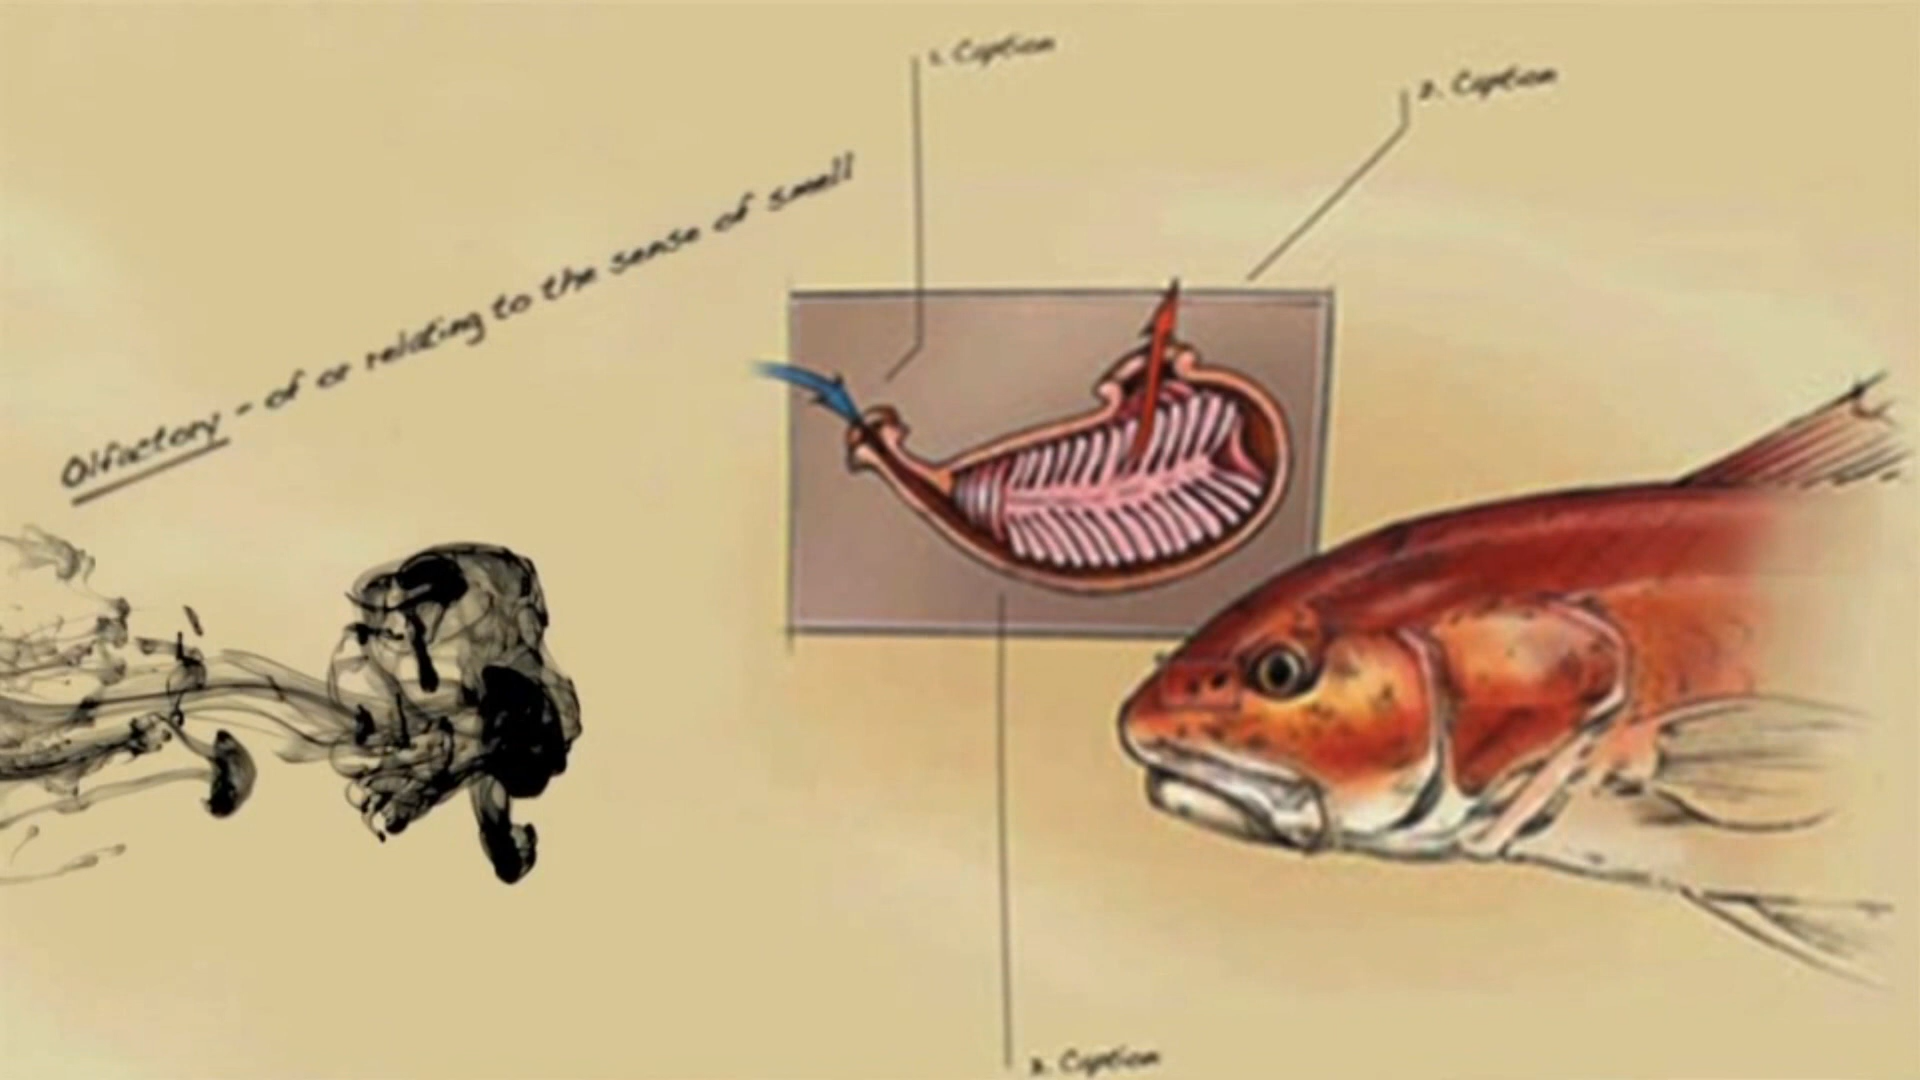 1. Caption
2. Caption
Olfactory - of or relating to the sense of smell
3. Caption